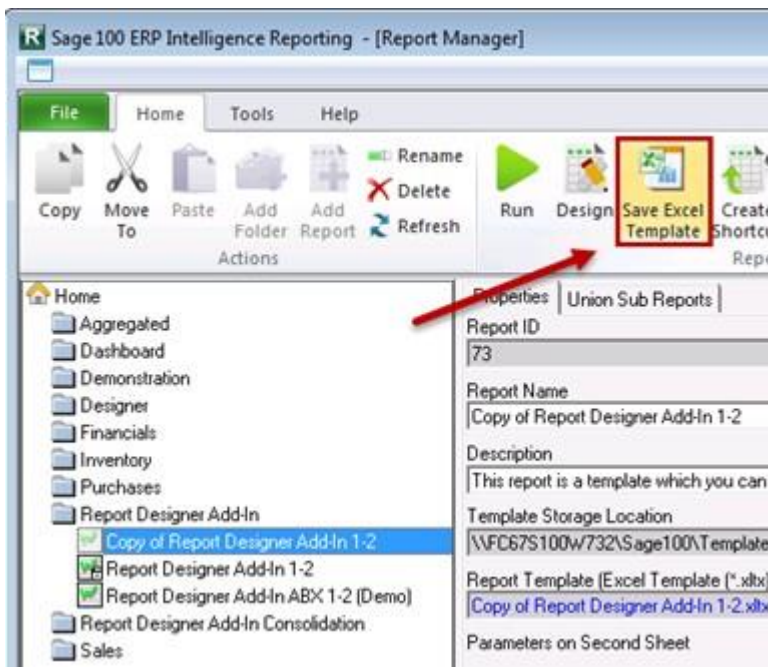 Sage 100 ERP Intelligence Reporting - [Report Manager]
File Home Tools Help
Copy
Move To
Paste
Add Folder
Add Report
Rename
Delete
Refresh
Actions
Run
Design
Save Excel Template
Create
Home
Aggregated
Dashboard
Demonstration
Designer
Financials
Inventory
Purchases
Report Designer Add-In
Copy of Report Designer Add-In 1-2
Report Designer Add-In 1-2
Report Designer Add-In ABX 1-2 (Demo)
Report Designer Add-In Consolidation
Sales
Properties Union Sub Reports
Report ID
73
Report Name
Copy of Report Designer Add-In 1-2
Description
This report is a template which you can
Template Storage Location
\\FC67S100W732\Sage100\Template
Report Template (Excel Template (*.xltx)
Copy of Report Designer Add-In 1-2.xltx
Parameters on Second Sheet